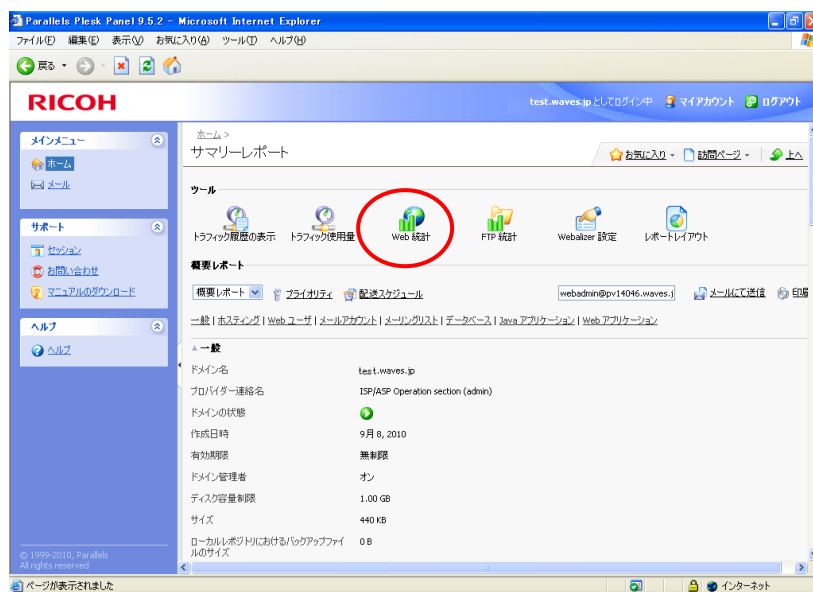 Parallels Plesk Panel 9.5.2 - Microsoft Internet Explorer
ファイル(F) 編集(E) 表示(V) お気に入り(A) ツール(T) ヘルプ(H)
戻る
RICOH
test.waves.jp としてログイン中 マイアカウント ログアウト
メインメニュー
ホーム
メール
サポート
セッション
お問い合わせ
マニュアルのダウンロード
ヘルプ
ヘルプ
© 1999-2010, Parallels
All rights reserved
ホーム >
サマリーレポート
お気に入り 訪問ページ 上へ
ツール
トラフィック履歴の表示 トラフィック使用量 Web 統計 FTP 統計 Webalizer 設定 レポートレイアウト
概要レポート
概要レポート プライオリティ 配送スケジュール webadmin@pv14046.waves.j メールにて送信
一般 | ホスティング | Web ユーザ | メールアカウント | メーリングリスト | データベース | Java アプリケーション | Web アプリケーション
一般
ドメイン名 test.waves.jp
プロバイダー連絡名 ISP/ASP Operation section (admin)
ドメインの状態
作成日時 9月 8, 2010
有効期限 無制限
ドメイン管理者 オン
ディスク容量制限 1.00 GB
サイズ 440 KB
ローカルレポジトリにおけるバックアップファイ 0 B
ルのサイズ
ページが表示されました インターネット